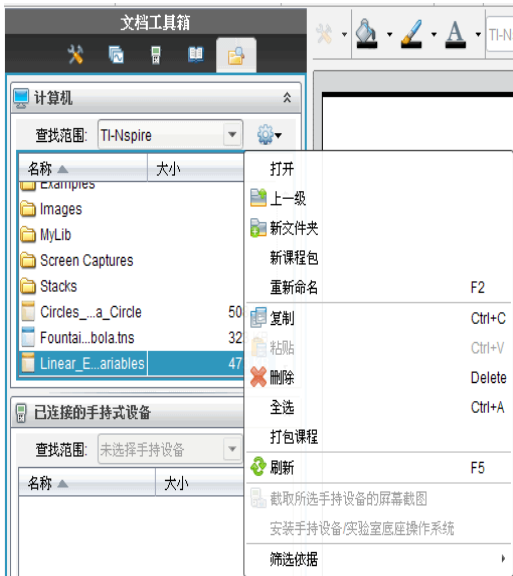 文档工具箱
TI-N
计算机
查找范围: TI-Nspire
名称 大小
Examples
Images
MyLib
Screen Captures
Stacks
Circles_...a_Circle 50
Fountai...bola.tns 32
Linear_E...ariables 47
打开
上一级
新文件夹
新课程包
重新命名 F2
复制 Ctrl+C
粘贴 Ctrl+V
删除 Delete
全选 Ctrl+A
打包课程
刷新 F5
截取所选手持设备的屏幕截图
安装手持设备/实验室底座操作系统
筛选依据
已连接的手持式设备
查找范围: 未选择手持设备
名称 大小